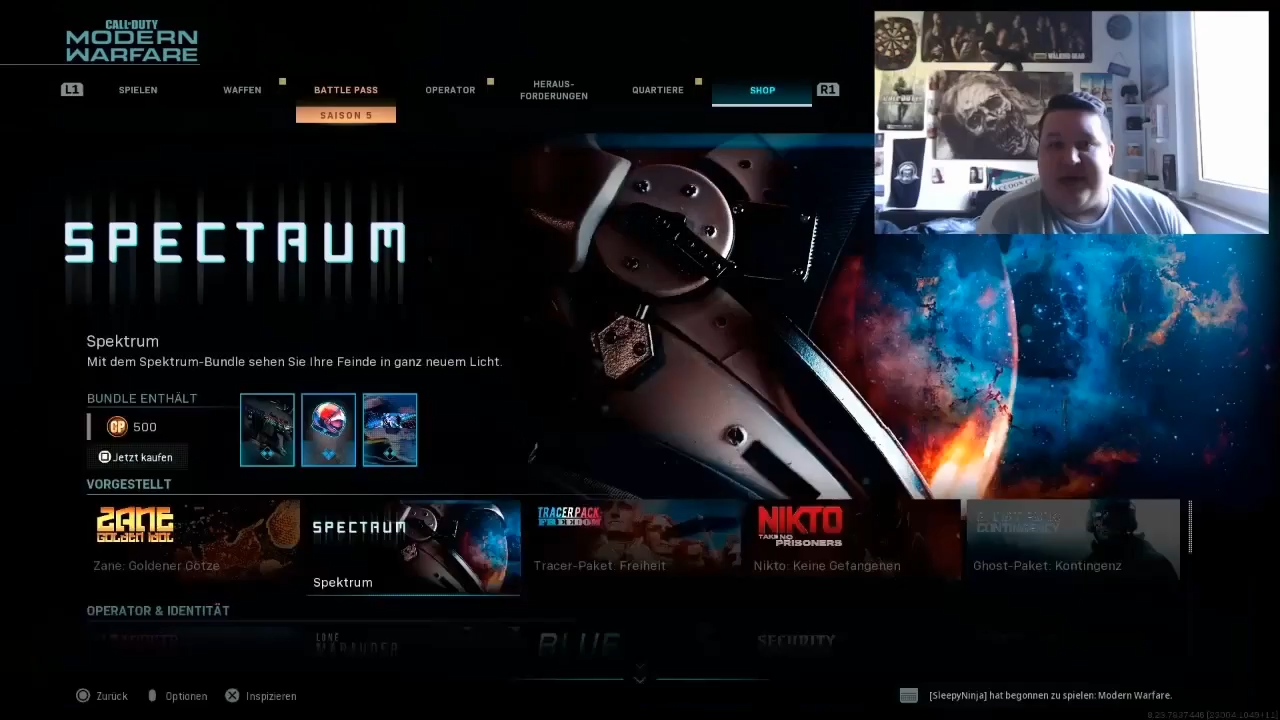 CALL OF DUTY
MODERN
WARFARE
L1
SPIELEN
WAFFEN
BATTLE PASS
SAISON 5
OPERATOR
HERAUS-
FORDERUNGEN
QUARTIERE
SHOP
R1
SPECTRUM
Spektrum
Mit dem Spektrum-Bundle sehen Sie Ihre Feinde in ganz neuem Licht.
BUNDLE ENTHÄLT
CP 500
Jetzt kaufen
VORGESTELLT
ZANE
GOLDEN IDOL
Zane: Goldener Götze
SPECTRUM
Spektrum
TRACER PACK
FREEDOM
Tracer-Paket: Freiheit
NIKTO
TAKE NO
PRISONERS
Nikto: Keine Gefangenen
CONTINGENCY
Ghost-Paket: Kontingenz
OPERATOR & IDENTITÄT
LONE
MARAUDER
BLUE
SECURITY
Zurück
Optionen
Inspizieren
[SleepyNinja] hat begonnen zu spielen: Modern Warfare.